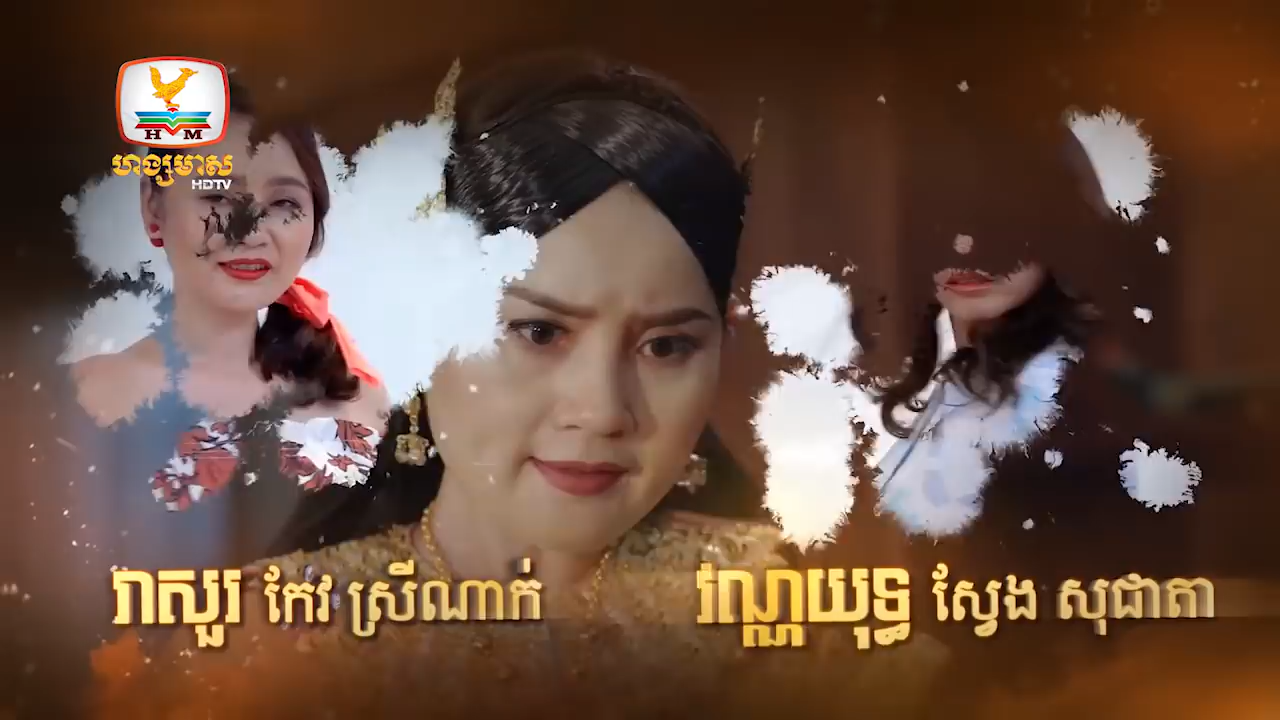 HM
ហង្សមាស
HDTV
រាសួរ កែវ ស្រីណាក់
វណ្ណយុទ្ធ ស្វែង សុជាតា